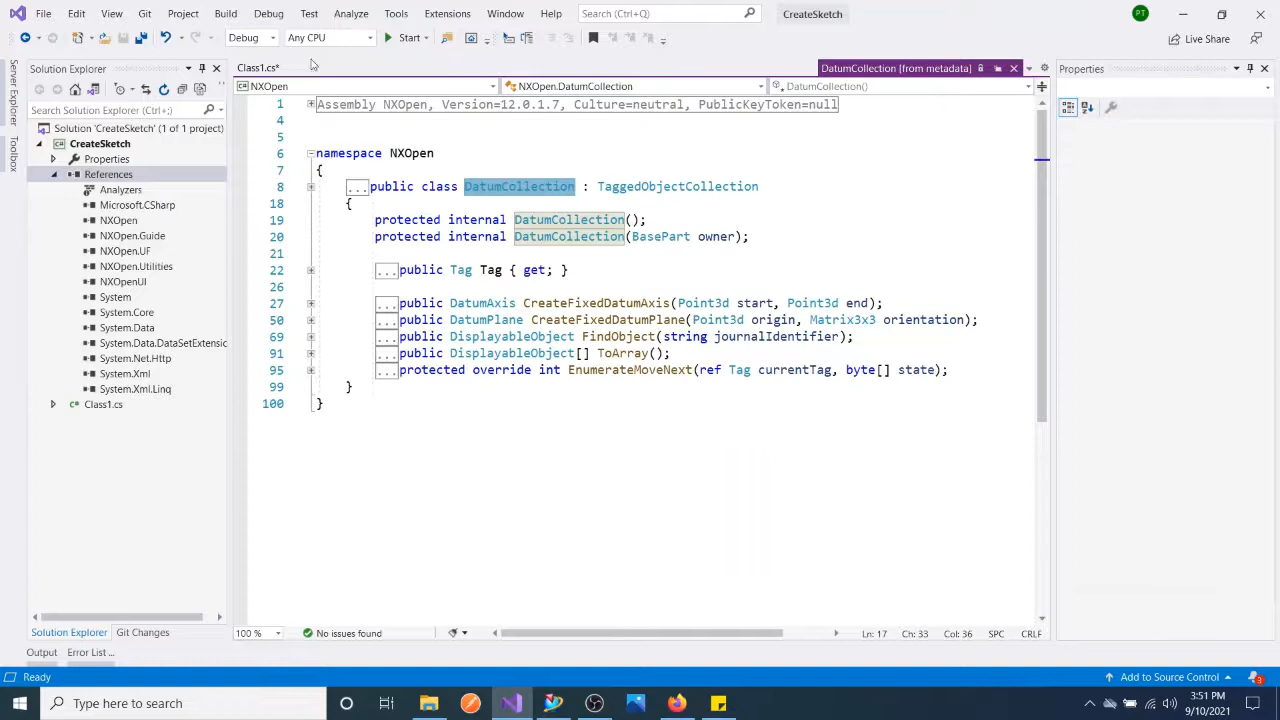 File Edit View Git Project Build Debug Test Analyze Tools Extensions Window Help Search (Ctrl+Q) CreateSketch PT
Debug Any CPU Start Live Share
Server Explorer
Toolbox
Solution Explorer
Search Solution Explorer (Ctrl+;)
Solution 'CreateSketch' (1 of 1 project)
CreateSketch
Properties
References
Analyzers
Microsoft.CSharp
NXOpen
NXOpen.Guide
NXOpen.UF
NXOpen.Utilities
NXOpenUI
System
System.Core
System.Data
System.Data.DataSetExtensio
System.Net.Http
System.Xml
System.Xml.Linq
C# Class1.cs
Solution Explorer Git Changes
Class1.cs* DatumCollection [from metadata]
NXOpen NXOpen.DatumCollection DatumCollection()
1 Assembly NXOpen, Version=12.0.1.7, Culture=neutral, PublicKeyToken=null
4
5
6 namespace NXOpen
7 {
8 ...public class DatumCollection : TaggedObjectCollection
18 {
19 protected internal DatumCollection();
20 protected internal DatumCollection(BasePart owner);
21
22 ...public Tag Tag { get; }
26
27 ...public DatumAxis CreateFixedDatumAxis(Point3d start, Point3d end);
50 ...public DatumPlane CreateFixedDatumPlane(Point3d origin, Matrix3x3 orientation);
69 ...public DisplayableObject FindObject(string journalIdentifier);
91 ...public DisplayableObject[] ToArray();
95 ...protected override int EnumerateMoveNext(ref Tag currentTag, byte[] state);
99 }
100 }
100 % No issues found Ln: 17 Ch: 33 Col: 36 SPC CRLF
Properties
Output Error List ...
Ready Add to Source Control 3
Type here to search
3:51 PM
9/10/2021